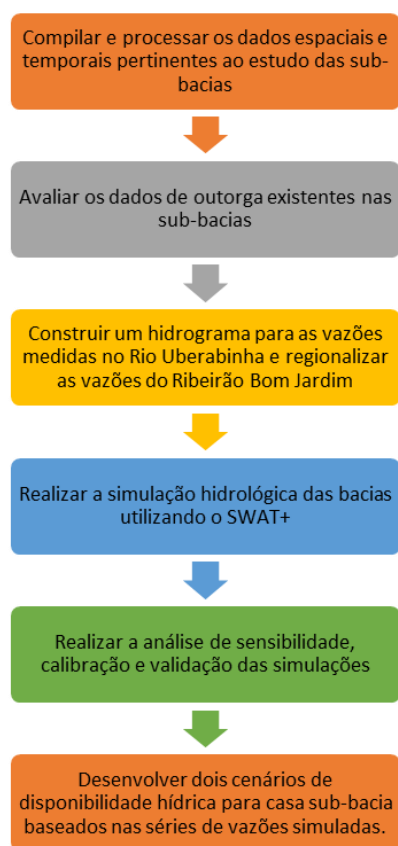 Compilar e processar os dados espaciais e
temporais pertinentes ao estudo das sub-
bacias
Avaliar os dados de outorga existentes nas
sub-bacias
Construir um hidrograma para as vazões
medidas no Rio Uberabinha e regionalizar
as vazões do Ribeirão Bom Jardim
Realizar a simulação hidrológica das bacias
utilizando o SWAT+
Realizar a análise de sensibilidade,
calibração e validação das simulações
Desenvolver dois cenários de
disponibilidade hídrica para casa sub-bacia
baseados nas séries de vazões simuladas.